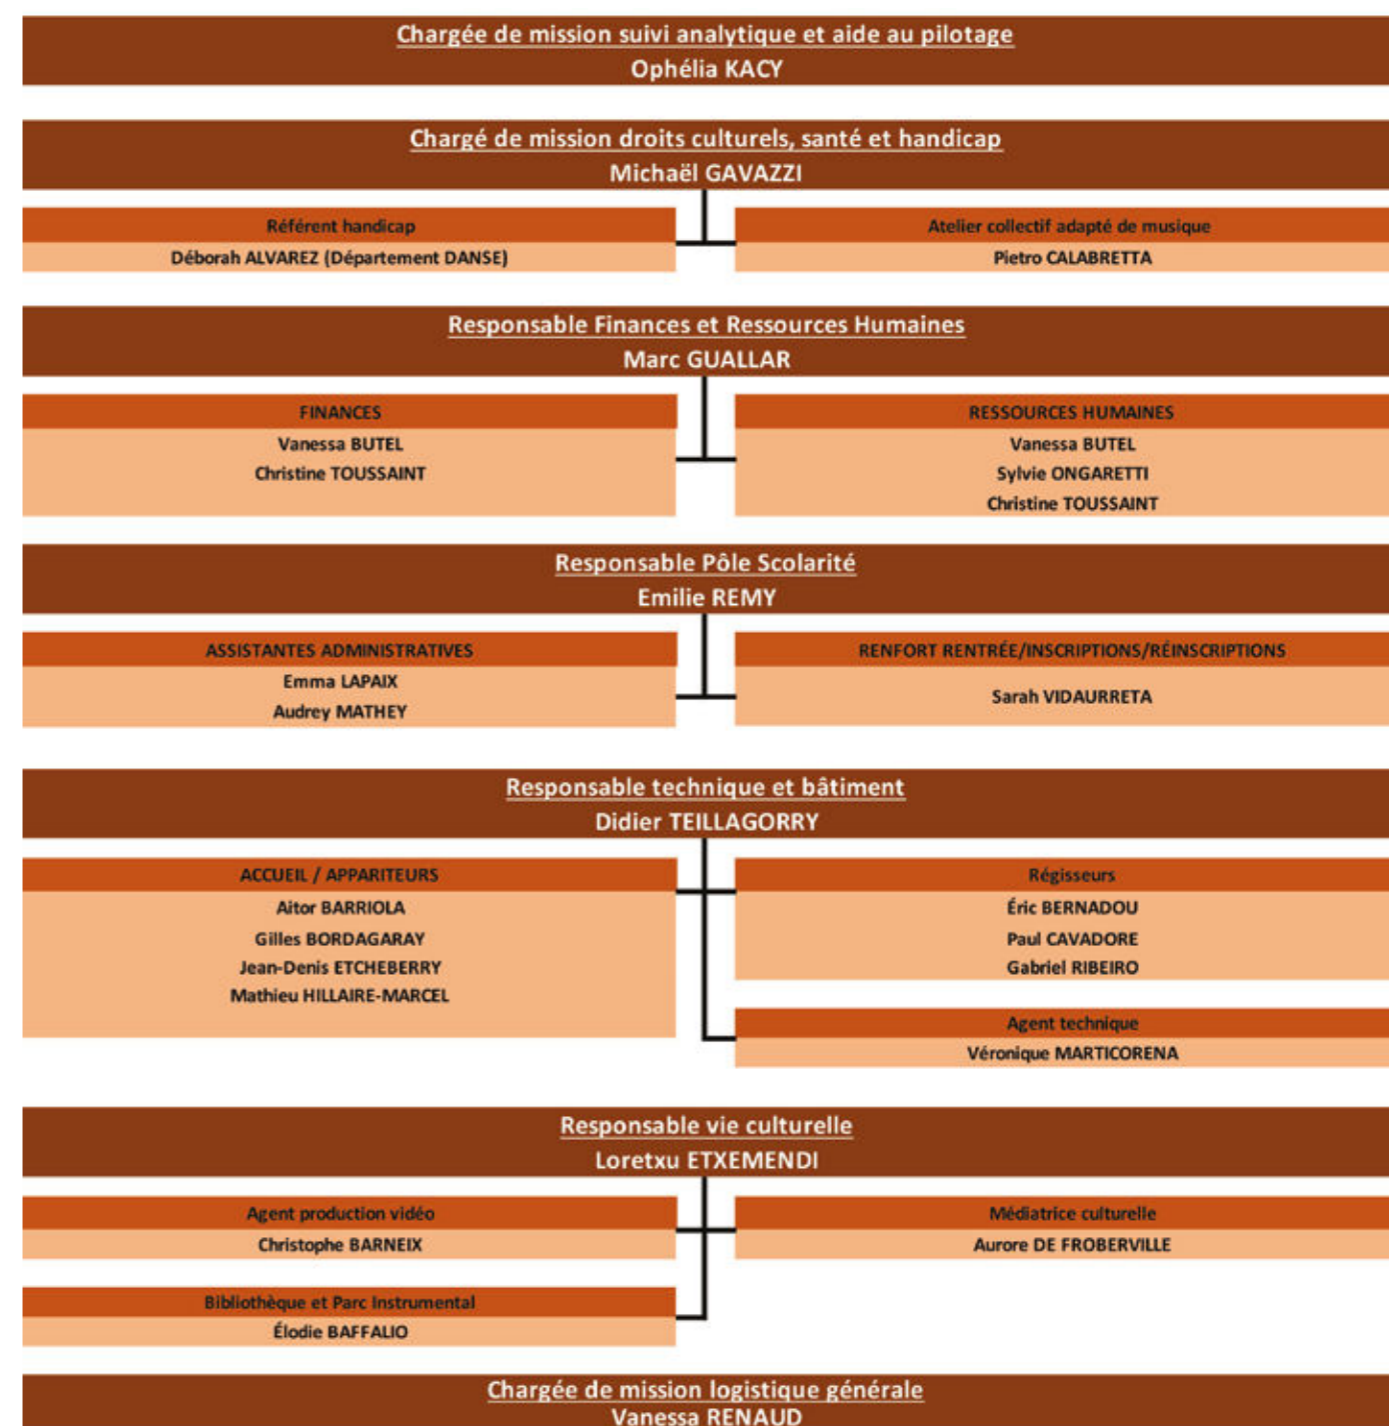 Chargée de mission suivi analytique et aide au pilotage
Ophélia KACY
Chargé de mission droits culturels, santé et handicap
Michaël GAVAZZI
Référent handicap
Déborah ALVAREZ (Département DANSE)
Atelier collectif adapté de musique
Pietro CALABRETTA
Responsable Finances et Ressources Humaines
Marc GUALLAR
FINANCES
Vanessa BUTEL
Christine TOUSSAINT
RESSOURCES HUMAINES
Vanessa BUTEL
Sylvie ONGARETTI
Christine TOUSSAINT
Responsable Pôle Scolarité
Emilie REMY
ASSISTANTES ADMINISTRATIVES
Emma LAPAIX
Audrey MATHEY
RENFORT RENTRÉE/INSCRIPTIONS/RÉINSCRIPTIONS
Sarah VIDAURRETA
Responsable technique et bâtiment
Didier TEILLAGORRY
ACCUEIL / APPARITEURS
Aitor BARRIOLA
Gilles BORDAGARAY
Jean-Denis ETCHEBERRY
Mathieu HILLAIRE-MARCEL
Régisseurs
Éric BERNADOU
Paul CAVADORE
Gabriel RIBEIRO
Agent technique
Véronique MARTICORENA
Responsable vie culturelle
Loretxu ETXEMENDI
Agent production vidéo
Christophe BARNEIX
Médiatrice culturelle
Aurore DE FROBERVILLE
Bibliothèque et Parc Instrumental
Élodie BAFFALIO
Chargée de mission logistique générale
Vanessa RENAUD